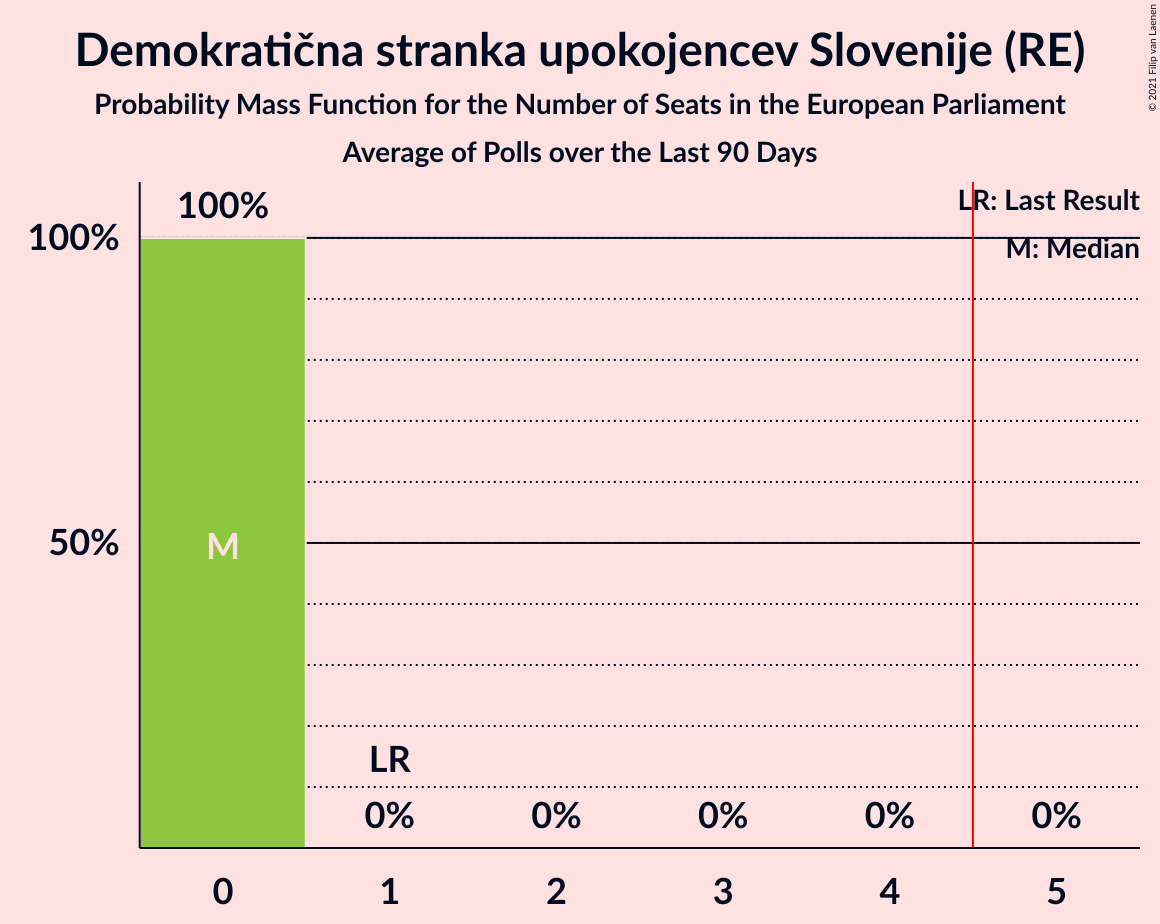 Demokratična stranka upokojencev Slovenije (RE)
Probability Mass Function for the Number of Seats in the European Parliament
Average of Polls over the Last 90 Days
© 2021 Filip van Laenen
LR: Last Result
M: Median
100%
100%
50%
M
LR
0% 0% 0% 0% 0%
0 1 2 3 4 5